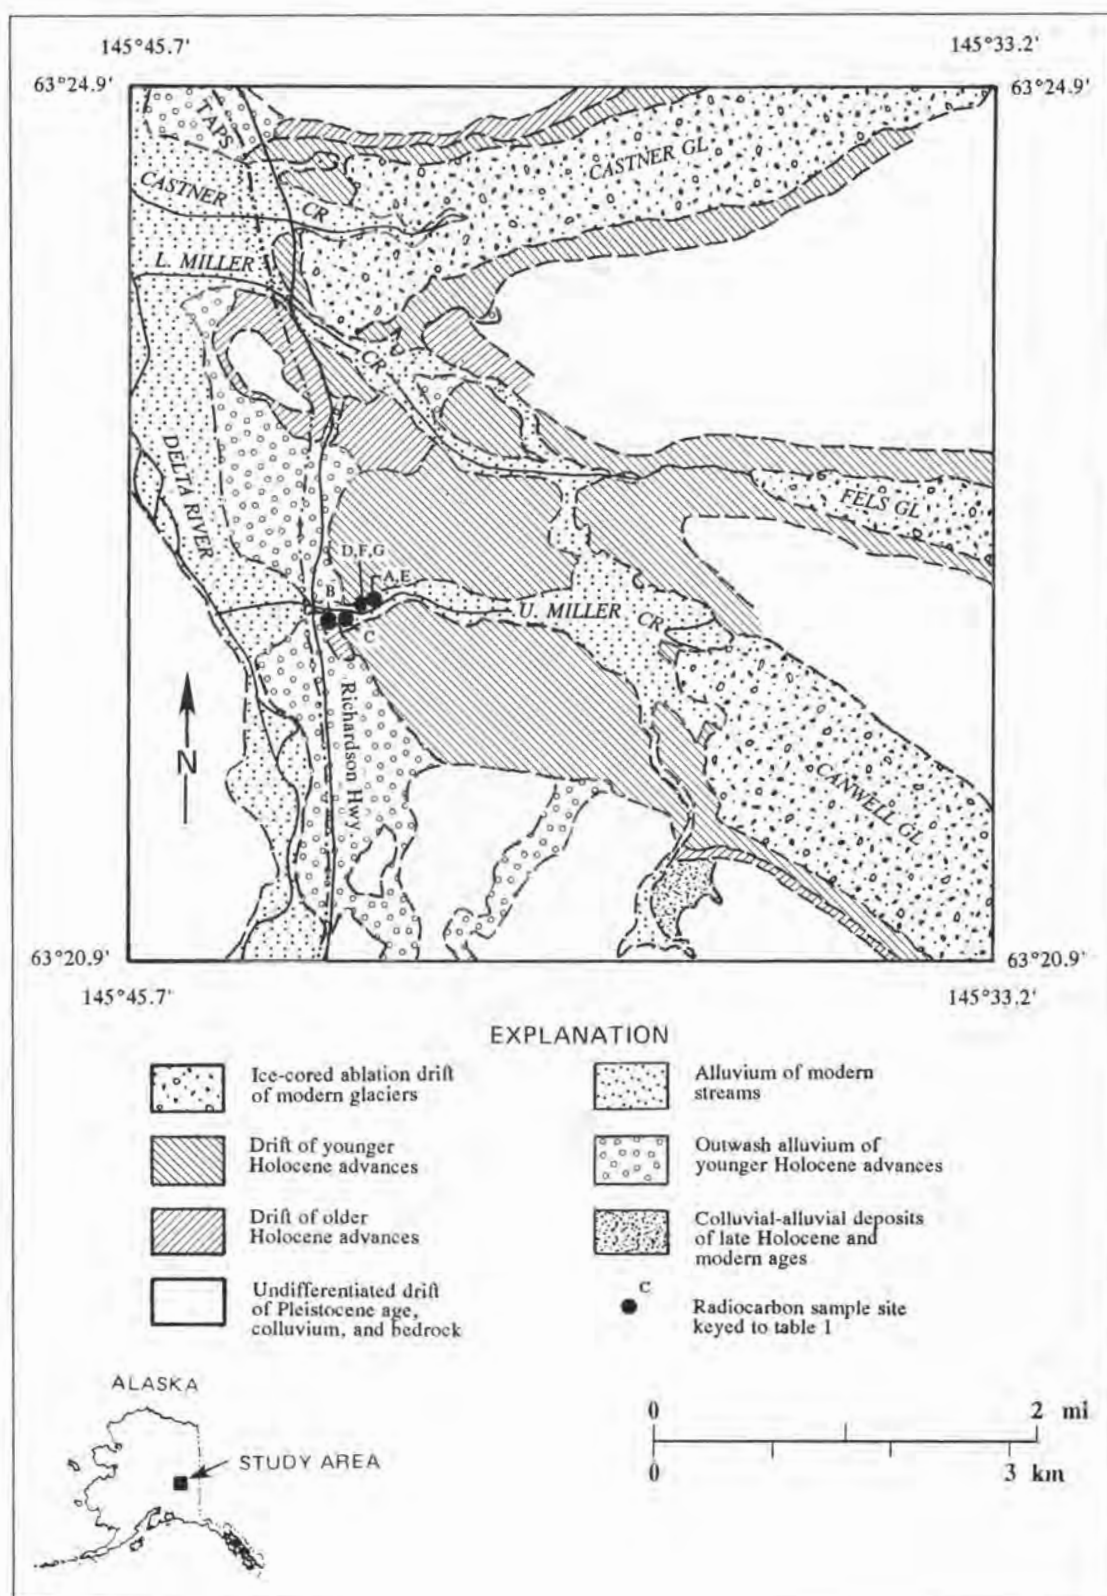 145°45.7'
145°33.2'
63°24.9'
63°24.9'
TAPS
CASTNER GL
CASTNER CR
L. MILLER CR
DELTA RIVER
FELS GL
D,F,G
A,E
B
C
U. MILLER CR
Richardson Hwy
N
CANWELL GL
63°20.9'
63°20.9'
145°45.7'
145°33.2'
EXPLANATION
Ice-cored ablation drift
of modern glaciers
Drift of younger
Holocene advances
Drift of older
Holocene advances
Undifferentiated drift
of Pleistocene age,
colluvium, and bedrock
Alluvium of modern
streams
Outwash alluvium of
younger Holocene advances
Colluvial-alluvial deposits
of late Holocene and
modern ages
C
Radiocarbon sample site
keyed to table 1
ALASKA
STUDY AREA
0 2 mi
0 3 km